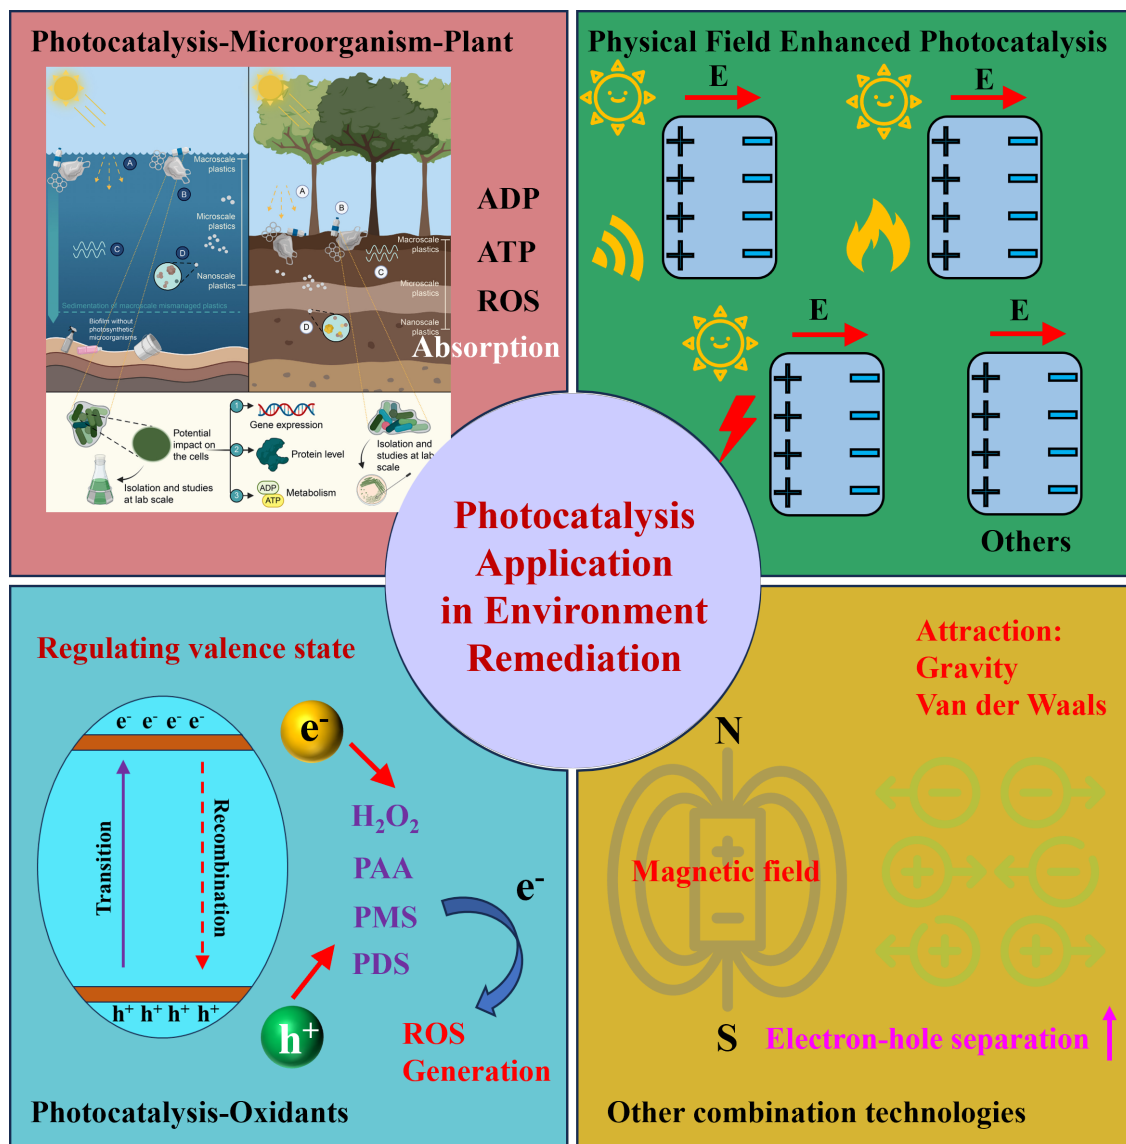 Photocatalysis-Microorganism-Plant
A
B
C
D
Macroscale
plastics
Microscale
plastics
Nanoscale
plastics
Sedimentation of macroscale mismanaged plastics
Biofilm without
photosynthetic
microorganisms
A
B
C
D
Macroscale
plastics
Microscale
plastics
Nanoscale
plastics
ADP
ATP
ROS
Absorption
Potential
impact on
the cells
Isolation and studies
at lab scale
1
Gene expression
2
Protein level
3
ADP
ATP
Metabolism
Isolation and
studies at lab
scale
Physical Field Enhanced Photocatalysis
E
E
E
E
Others
Photocatalysis
Application
in Environment
Remediation
Regulating valence state
e⁻ e⁻ e⁻ e⁻
Transition
Recombination
h⁺ h⁺ h⁺ h⁺
e⁻
h⁺
H₂O₂
PAA
PMS
PDS
e⁻
ROS
Generation
Photocatalysis-Oxidants
Attraction:
Gravity
Van der Waals
N
Magnetic field
S
Electron-hole separation
Other combination technologies